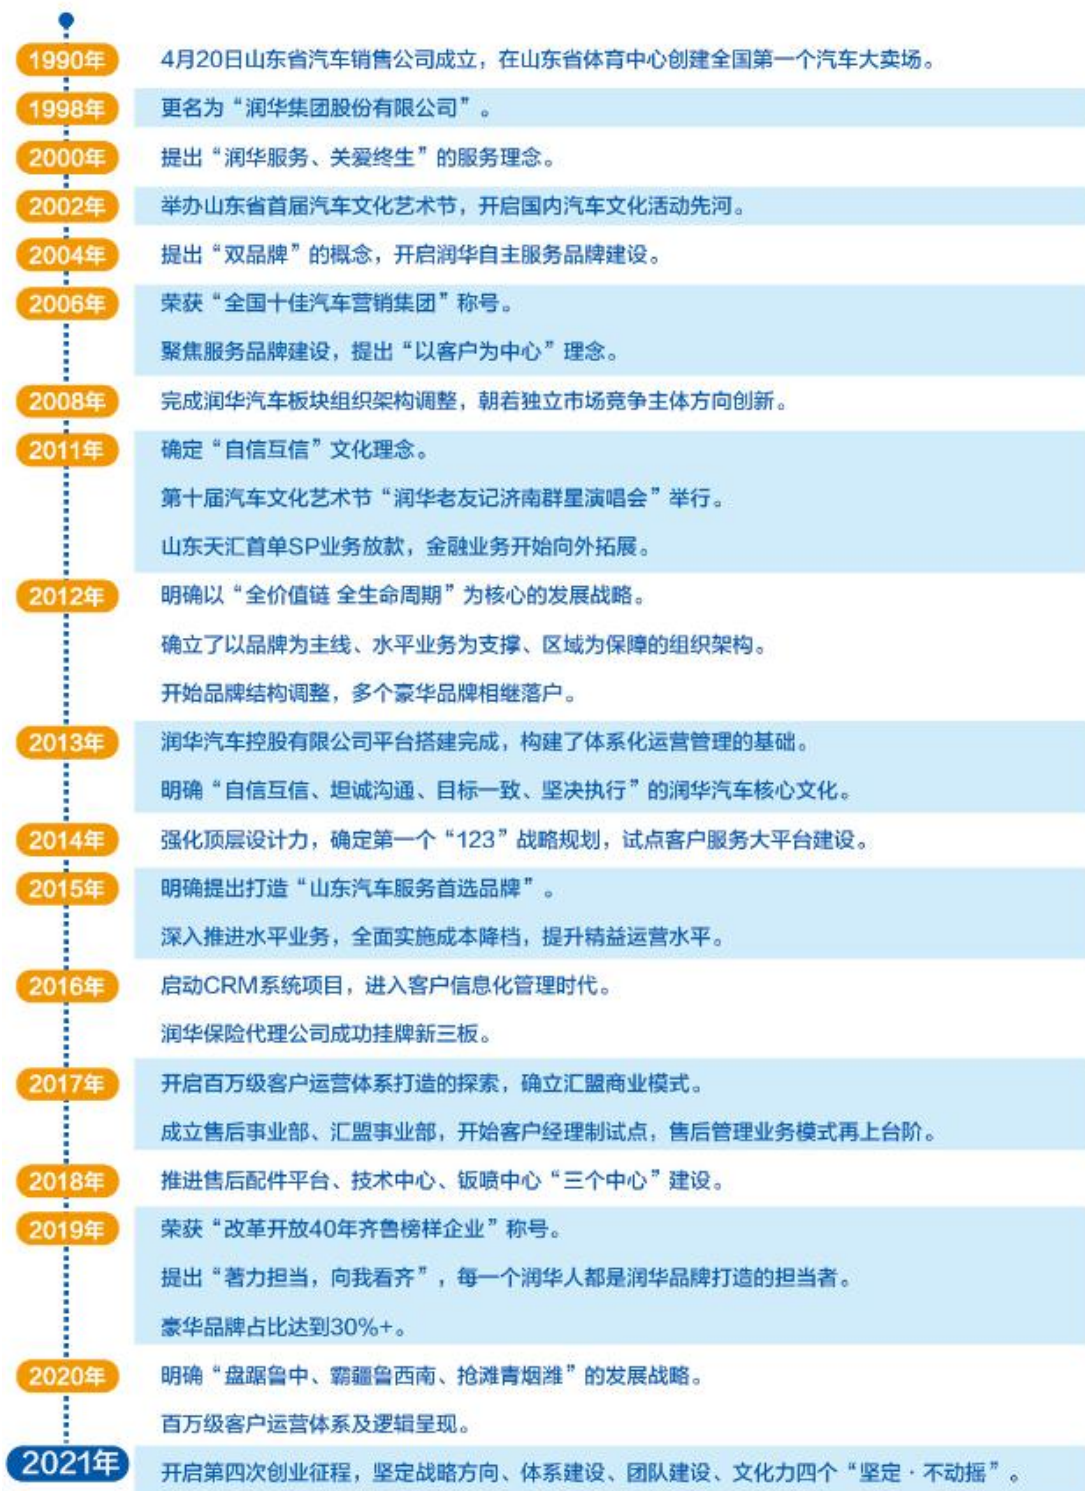 1990年 4月20日山东省汽车销售公司成立，在山东省体育中心创建全国第一个汽车大卖场。
1998年 更名为“润华集团股份有限公司”。
2000年 提出“润华服务、关爱终生”的服务理念。
2002年 举办山东省首届汽车文化艺术节，开启国内汽车文化活动先河。
2004年 提出“双品牌”的概念，开启润华自主服务品牌建设。
2006年 荣获“全国十佳汽车营销集团”称号。
聚焦服务品牌建设，提出“以客户为中心”理念。
2008年 完成润华汽车板块组织架构调整，朝着独立市场竞争主体方向创新。
2011年 确定“自信互信”文化理念。
第十届汽车文化艺术节“润华老友记济南群星演唱会”举行。
山东天汇首单SP业务放款，金融业务开始向外拓展。
2012年 明确以“全价值链 全生命周期”为核心的发展战略。
确立了以品牌为主线、水平业务为支撑、区域为保障的组织架构。
开始品牌结构调整，多个豪华品牌相继落户。
2013年 润华汽车控股有限公司平台搭建完成，构建了体系化运营管理的基础。
明确“自信互信、坦诚沟通、目标一致、坚决执行”的润华汽车核心文化。
2014年 强化顶层设计力，确定第一个“123”战略规划，试点客户服务大平台建设。
2015年 明确提出打造“山东汽车服务首选品牌”。
深入推进水平业务，全面实施成本降档，提升精益运营水平。
2016年 启动CRM系统项目，进入客户信息化管理时代。
润华保险代理公司成功挂牌新三板。
2017年 开启百万级客户运营体系打造的探索，确立汇盟商业模式。
成立售后事业部、汇盟事业部，开始客户经理制试点，售后管理业务模式再上台阶。
2018年 推进售后配件平台、技术中心、钣喷中心“三个中心”建设。
2019年 荣获“改革开放40年齐鲁榜样企业”称号。
提出“著力担当，向我看齐”，每一个润华人都是润华品牌打造的担当者。
豪华品牌占比达到30%+。
2020年 明确“盘踞鲁中、霸疆鲁西南、抢滩青烟潍”的发展战略。
百万级客户运营体系及逻辑呈现。
2021年 开启第四次创业征程，坚定战略方向、体系建设、团队建设、文化力四个“坚定·不动摇”。